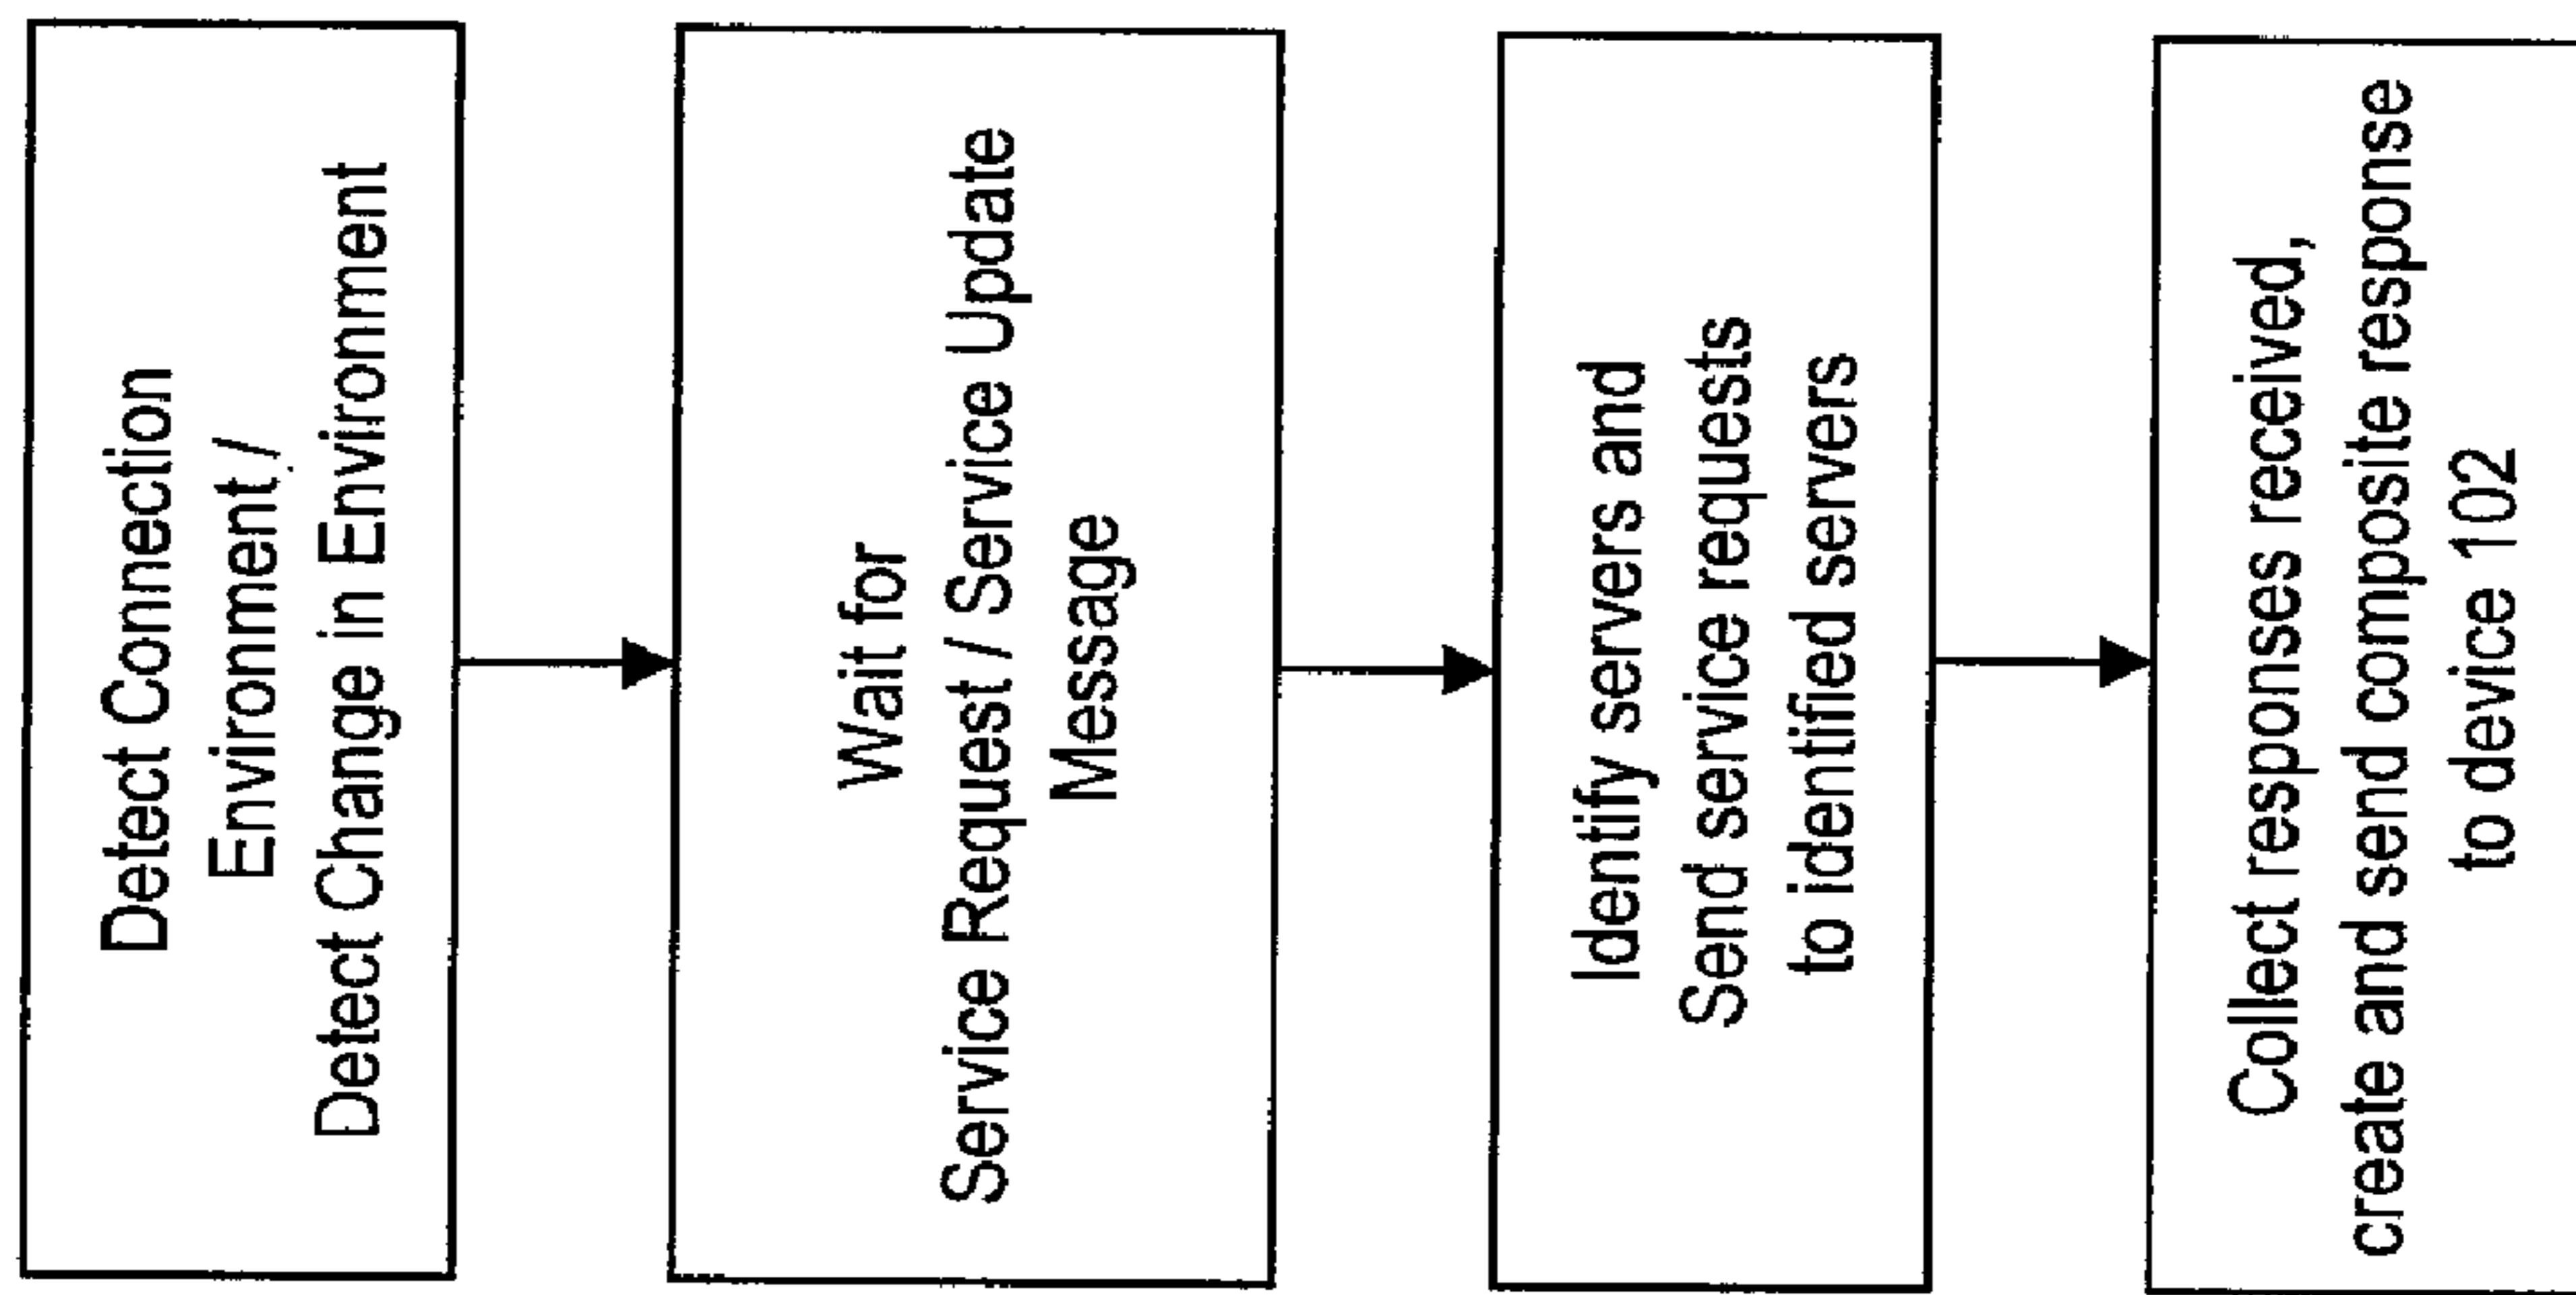 Detect Connection
Environment /
Detect Change in Environment
Wait for
Service Request / Service Update
Message
Identify servers and
Send service requests
to identified servers
Collect responses received,
create and send composite response
to device 102